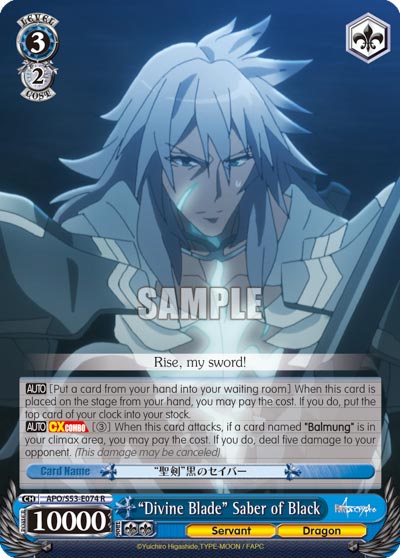 LEVEL
3
2
COST
SAMPLE
Rise, my sword!
AUTO [Put a card from your hand into your waiting room] When this card is
placed on the stage from your hand, you may pay the cost. If you do, put the
top card of your clock into your stock.
AUTO CXCOMBO [③] When this card attacks, if a card named "Balmung" is in
your climax area, you may pay the cost. If you do, deal five damage to your
opponent. (This damage may be canceled)
Card Name
“聖剣”黒のセイバー
CH APO/S53-E074 R
"Divine Blade" Saber of Black
POWER
10000
SOUL
Servant
Dragon
©Yuichiro Higashide,TYPE-MOON / FAPC